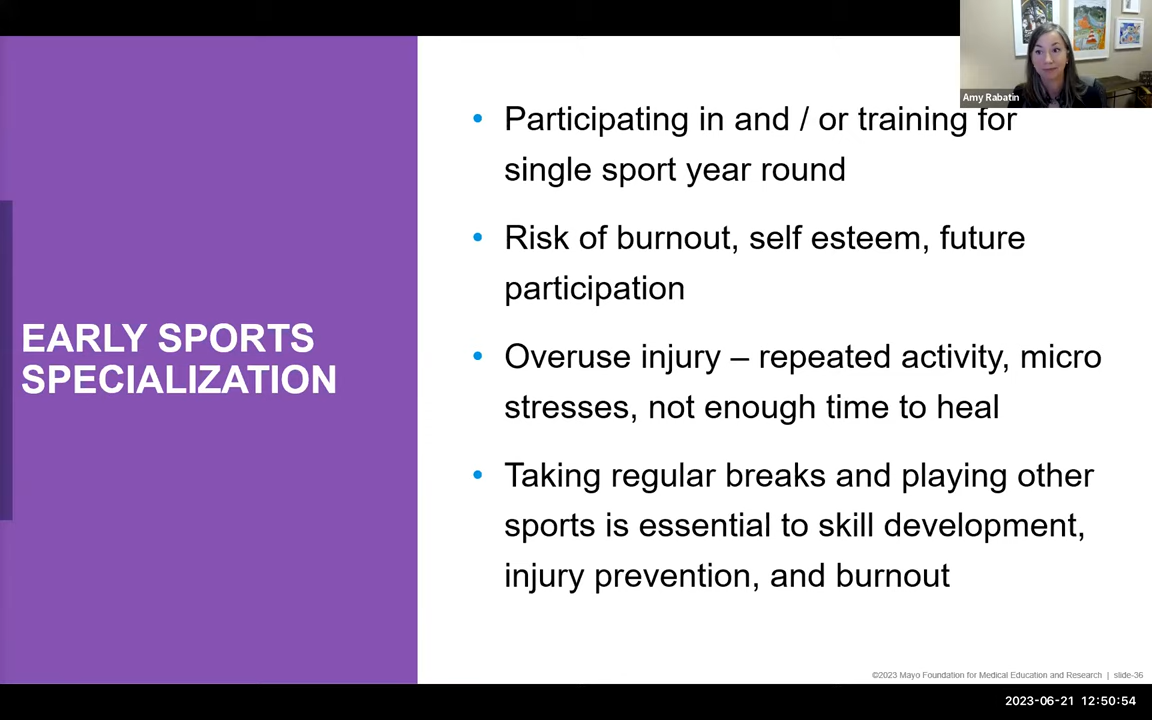 Amy Rabatin
EARLY SPORTS
SPECIALIZATION
• Participating in and / or training for
single sport year round
• Risk of burnout, self esteem, future
participation
• Overuse injury – repeated activity, micro
stresses, not enough time to heal
• Taking regular breaks and playing other
sports is essential to skill development,
injury prevention, and burnout
©2023 Mayo Foundation for Medical Education and Research | slide-36
2023-06-21 12:50:54